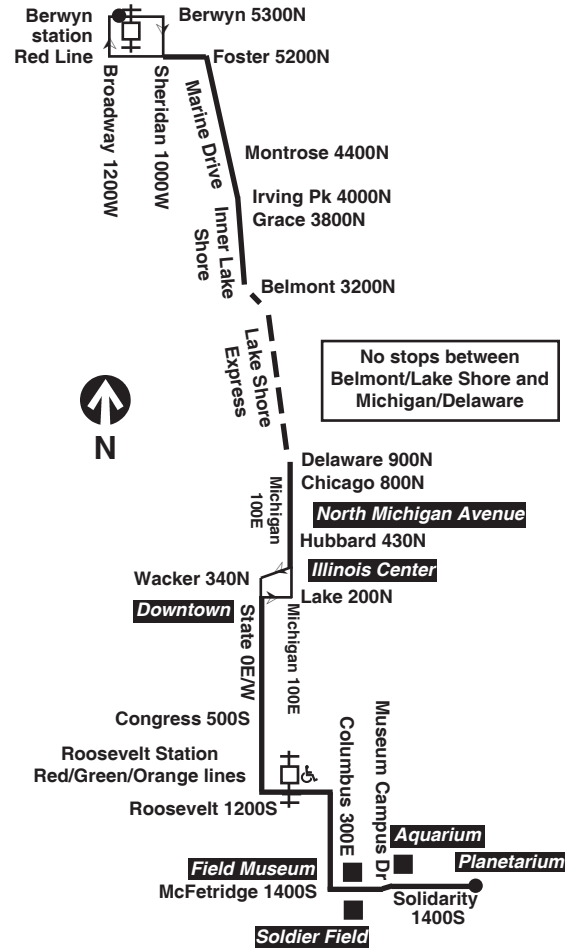 Berwyn
station
Red Line
Berwyn 5300N
Foster 5200N
Broadway 1200W
Sheridan 1000W
Marine Drive
Montrose 4400N
Irving Pk 4000N
Grace 3800N
Inner Lake
Shore
Belmont 3200N
Lake Shore
Express
No stops between
Belmont/Lake Shore and
Michigan/Delaware
N
Delaware 900N
Chicago 800N
Michigan
100E
North Michigan Avenue
Hubbard 430N
Illinois Center
Wacker 340N
Lake 200N
Downtown
State 0E/W
Michigan 100E
Congress 500S
Roosevelt Station
Red/Green/Orange lines
Roosevelt 1200S
Columbus 300E
Museum Campus Dr
Aquarium
Planetarium
Field Museum
McFetridge 1400S
Solidarity
1400S
Soldier Field